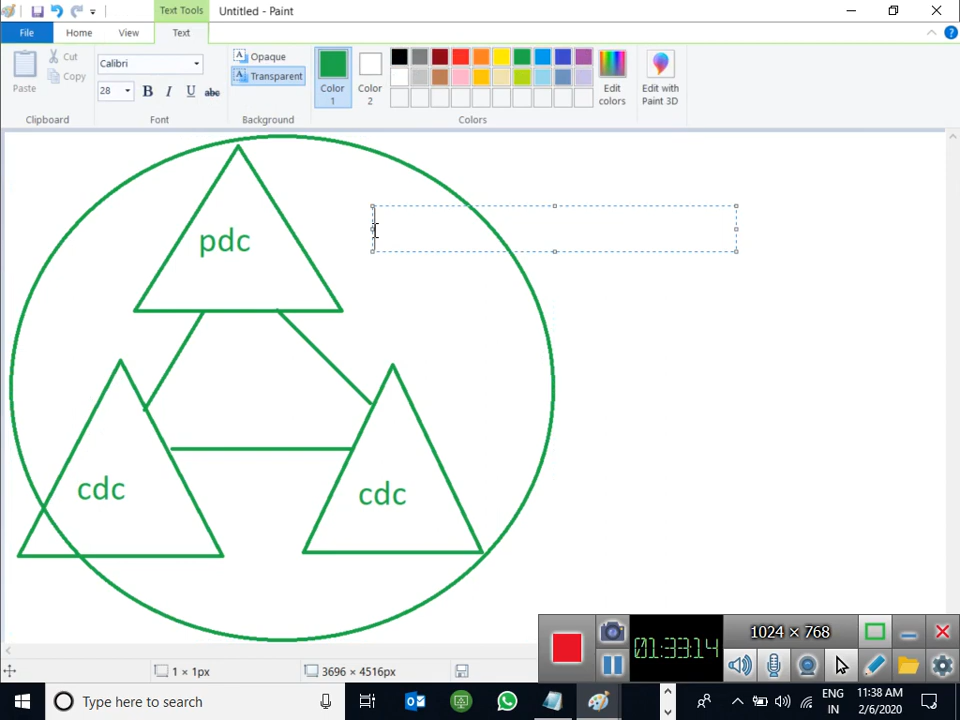 Text Tools
Untitled - Paint
File
Home
View
Text
Paste
Cut
Copy
Clipboard
Calibri
28
B
I
U
abc
Font
Opaque
Transparent
Background
Color
1
Color
2
Edit
colors
Edit with
Paint 3D
Colors
pdc
cdc
cdc
1 × 1px
3696 × 4516px
01:33:14
1024 × 768
Type here to search
ENG
IN
11:38 AM
2/6/2020